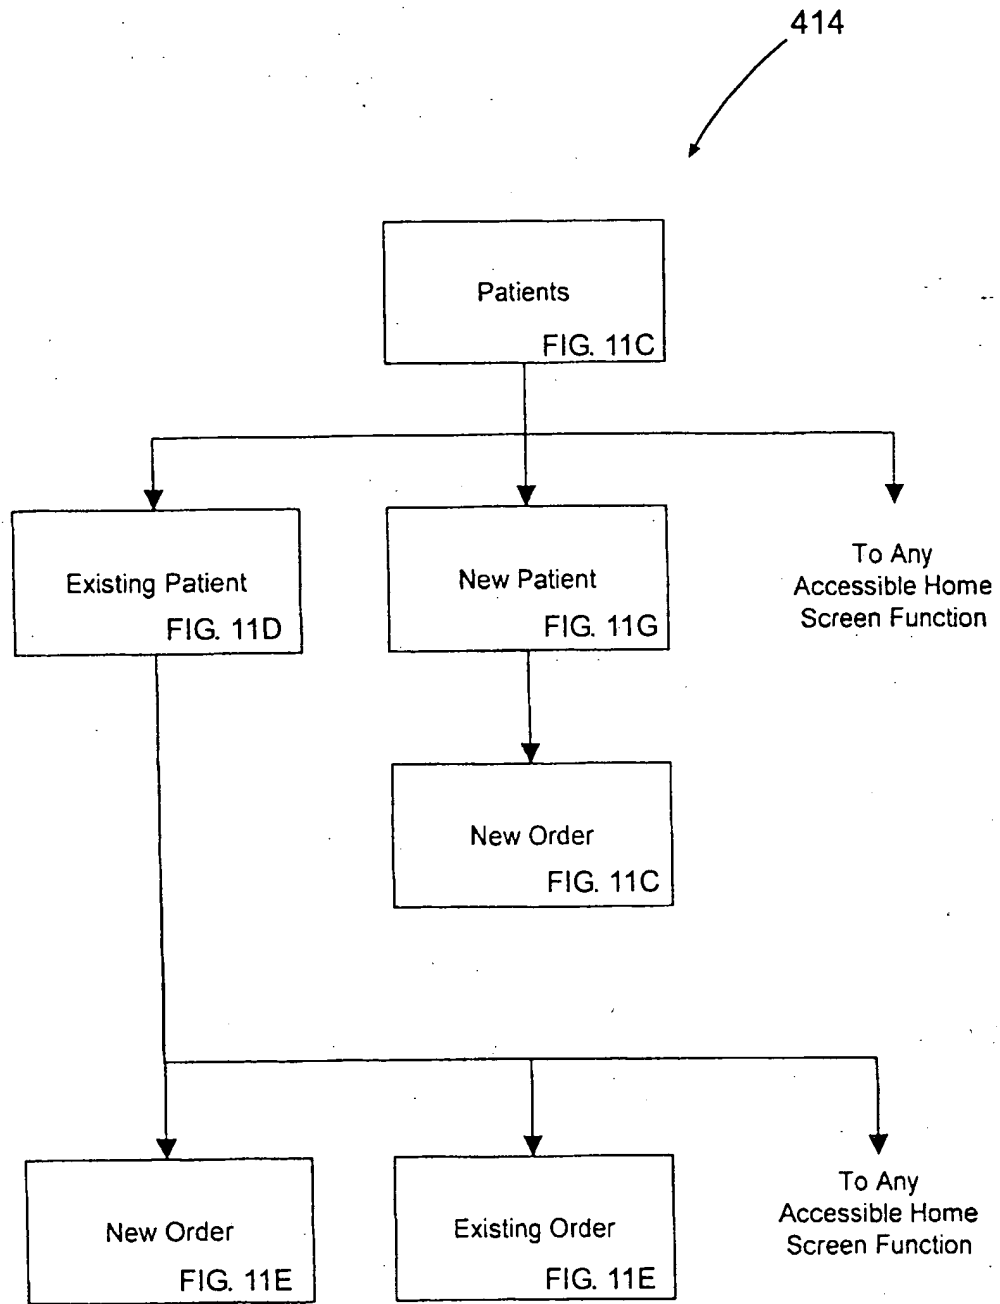 414
Patients
FIG. 11C
Existing Patient
FIG. 11D
New Patient
FIG. 11G
To Any
Accessible Home
Screen Function
New Order
FIG. 11C
New Order
FIG. 11E
Existing Order
FIG. 11E
To Any
Accessible Home
Screen Function